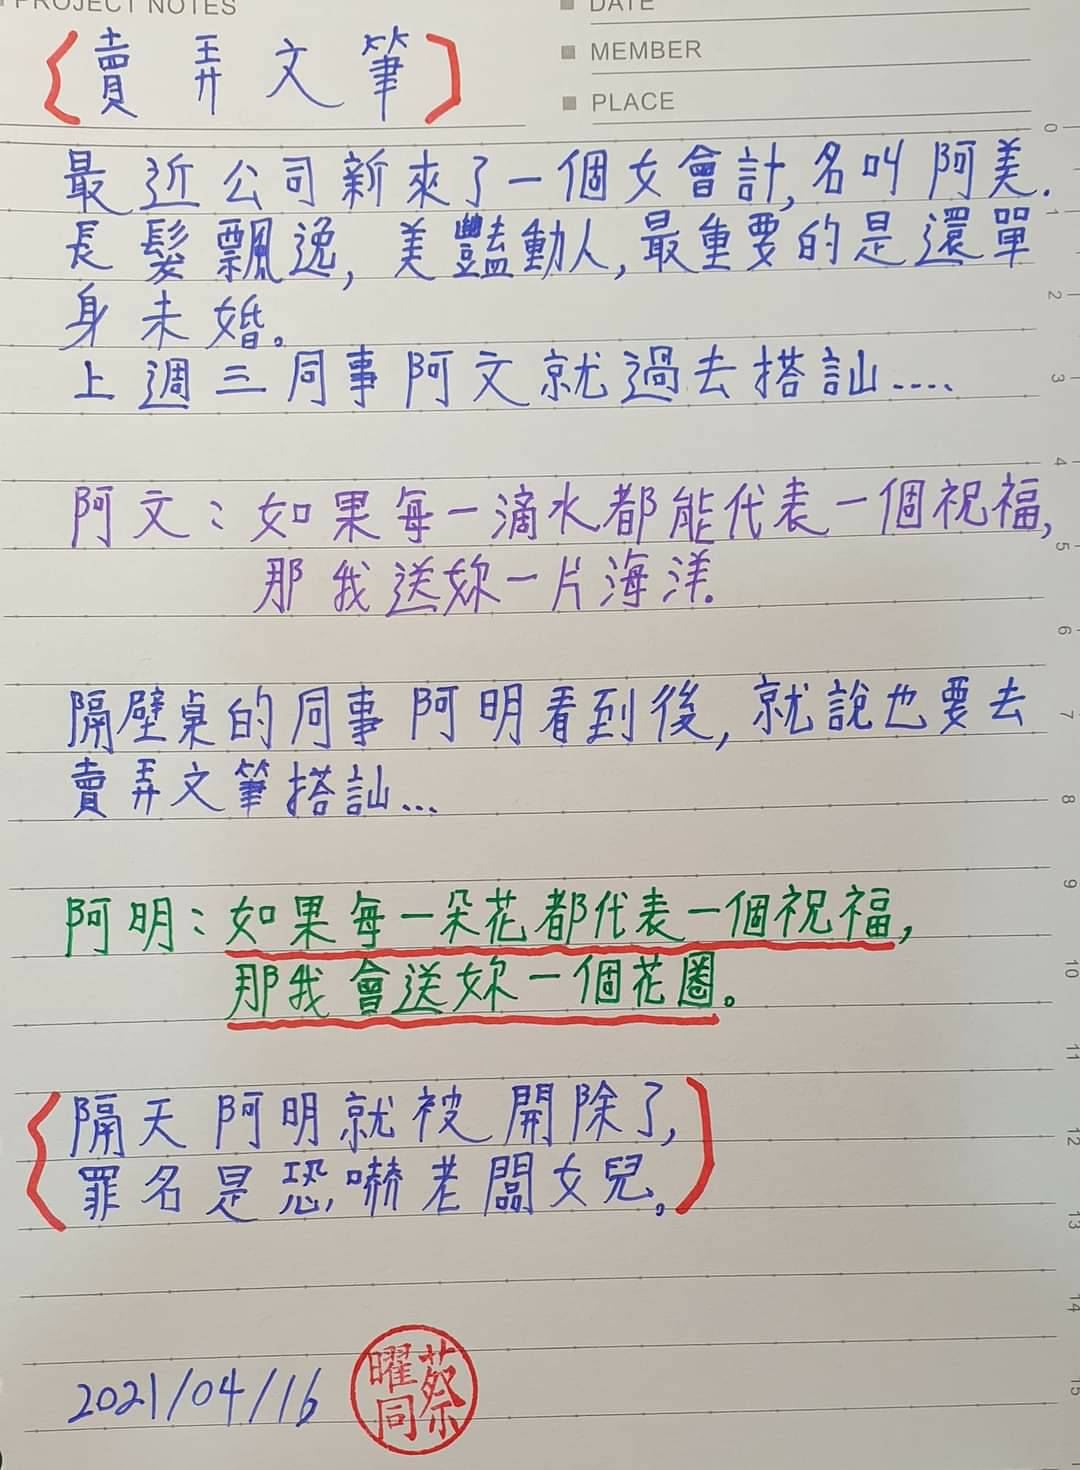 PROJECT NOTES
DATE
MEMBER
PLACE
賣弄文筆
最近公司新來了一個女會計,名叫阿美.
長髮飄逸,美豔動人,最重要的是還單
身未婚。
上週三同事阿文就過去搭訕....
阿文：如果每一滴水都能代表一個祝福,
那我送妳一片海洋.
隔壁桌的同事阿明看到後,就說也要去
賣弄文筆搭訕...
阿明：如果每一朵花都代表一個祝福,
那我會送妳一個花圈。
隔天阿明就被開除了,
罪名是恐嚇老闆女兒。
2021/04/16
蔡曜同
0
1
2
3
4
5
6
7
8
9
10
11
12
13
14
15